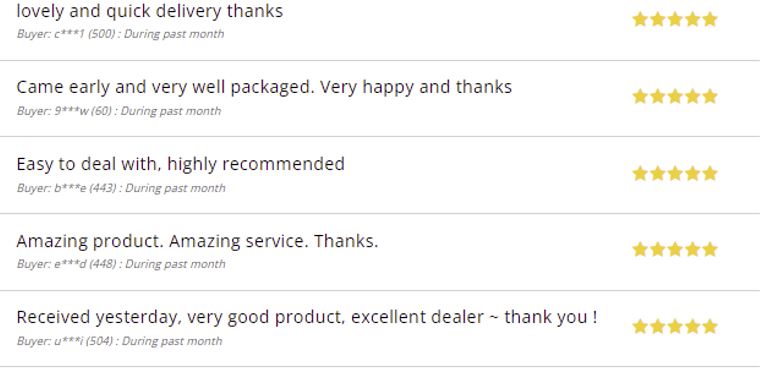 lovely and quick delivery thanks
Buyer: c***1 (500) : During past month
Came early and very well packaged. Very happy and thanks
Buyer: 9***w (60) : During past month
Easy to deal with, highly recommended
Buyer: b***e (443) : During past month
Amazing product. Amazing service. Thanks.
Buyer: e***d (448) : During past month
Received yesterday, very good product, excellent dealer ~ thank you !
Buyer: u***i (504) : During past month